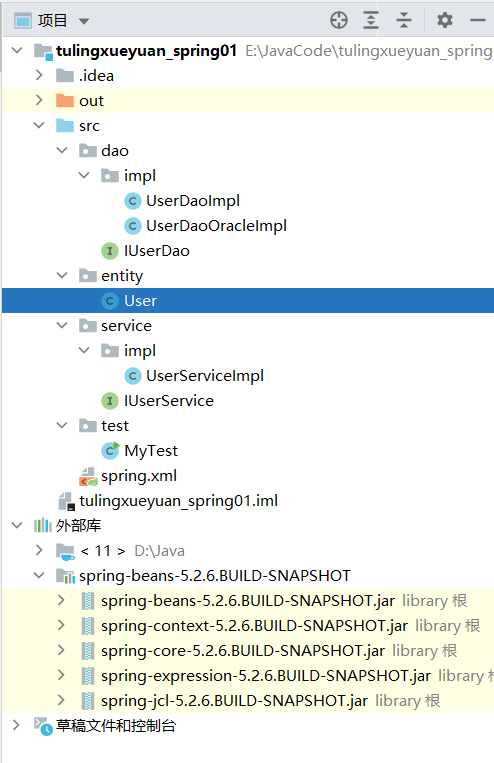 项目
tulingxueyuan_spring01 E:\JavaCode\tulingxueyuan_spring
.idea
out
src
dao
impl
UserDaoImpl
UserDaoOracleImpl
IUserDao
entity
User
service
impl
UserServiceImpl
IUserService
test
MyTest
spring.xml
tulingxueyuan_spring01.iml
外部库
< 11 > D:\Java
spring-beans-5.2.6.BUILD-SNAPSHOT
spring-beans-5.2.6.BUILD-SNAPSHOT.jar library 根
spring-context-5.2.6.BUILD-SNAPSHOT.jar library 根
spring-core-5.2.6.BUILD-SNAPSHOT.jar library 根
spring-expression-5.2.6.BUILD-SNAPSHOT.jar library 根
spring-jcl-5.2.6.BUILD-SNAPSHOT.jar library 根
草稿文件和控制台